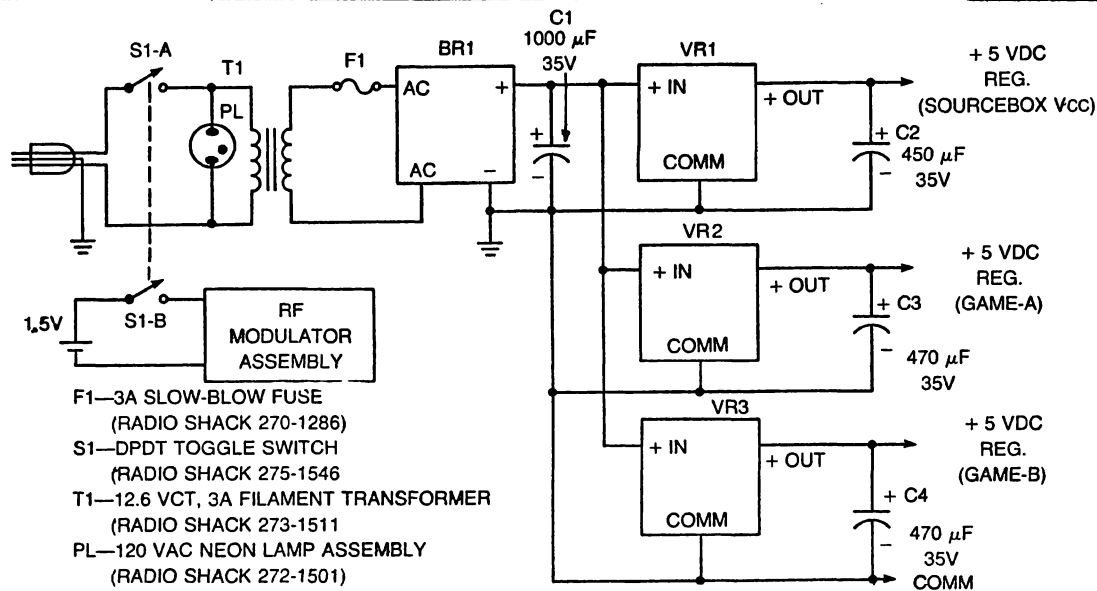 S1-A
T1
PL
F1
BR1
AC
+
AC
−
C1
1000 μF
35V
+
−
VR1
+ IN
+ OUT
COMM
+ 5 VDC
REG.
(SOURCEBOX VCC)
+ C2
450 μF
− 35V
VR2
+ IN
+ OUT
COMM
+ 5 VDC
REG.
(GAME-A)
+ C3
− 470 μF
35V
VR3
+ IN
+ OUT
COMM
+ 5 VDC
REG.
(GAME-B)
+ C4
− 470 μF
35V
COMM
1.5V
S1-B
RF
MODULATOR
ASSEMBLY
F1—3A SLOW-BLOW FUSE
(RADIO SHACK 270-1286)
S1—DPDT TOGGLE SWITCH
(RADIO SHACK 275-1546
T1—12.6 VCT, 3A FILAMENT TRANSFORMER
(RADIO SHACK 273-1511
PL—120 VAC NEON LAMP ASSEMBLY
(RADIO SHACK 272-1501)